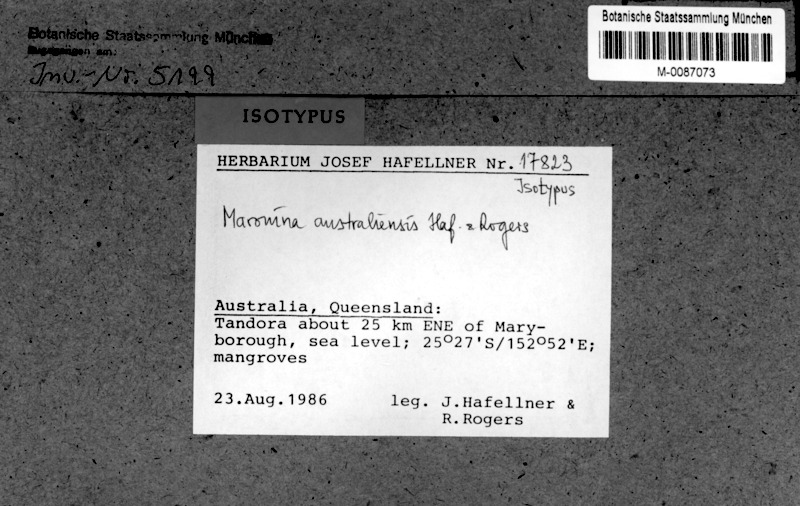 Botanische Staatssammlung München
Botanische Staatssammlung München
M-0087073
Inv.-Nr. 5199
ISOTYPUS
HERBARIUM JOSEF HAFELLNER Nr. 17823
Isotypus
Maronina australiensis Haf. & Rogers
Australia, Queensland:
Tandora about 25 km ENE of Mary-
borough, sea level; 25°27'S/152°52'E;
mangroves
23.Aug.1986 leg. J.Hafellner &
R.Rogers